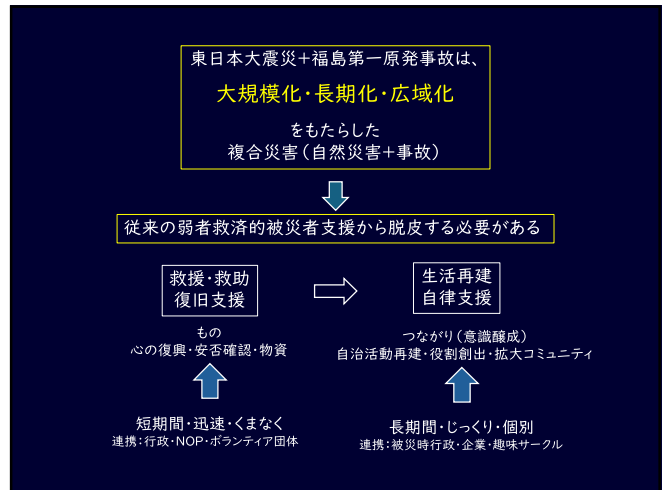 東日本大震災+福島第一原発事故は、
大規模化・長期化・広域化
をもたらした
複合災害(自然災害+事故)
従来の弱者救済的被災者支援から脱皮する必要がある
救援・救助
復旧支援
もの
心の復興・安否確認・物資
短期間・迅速・くまなく
連携:行政・NOP・ボランティア団体
生活再建
自律支援
つながり(意識醸成)
自治活動再建・役割創出・拡大コミュニティ
長期間・じっくり・個別
連携:被災時行政・企業・趣味サークル